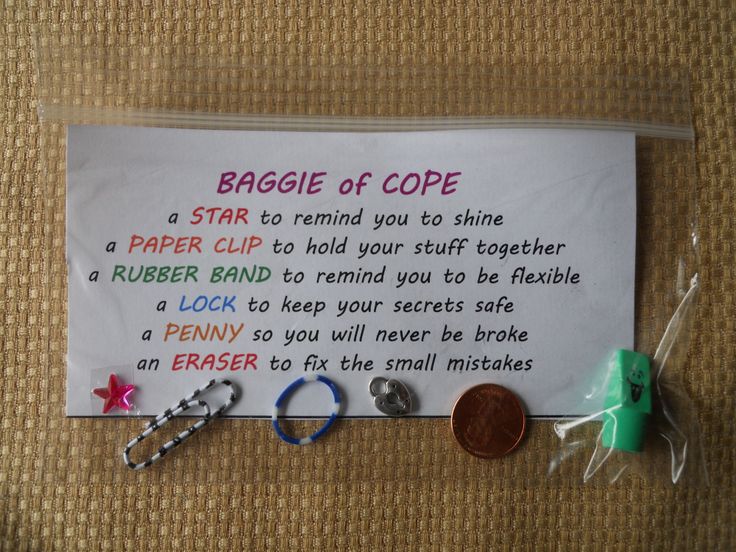 BAGGIE of COPE
a STAR to remind you to shine
a PAPER CLIP to hold your stuff together
a RUBBER BAND to remind you to be flexible
a LOCK to keep your secrets safe
a PENNY so you will never be broke
an ERASER to fix the small mistakes